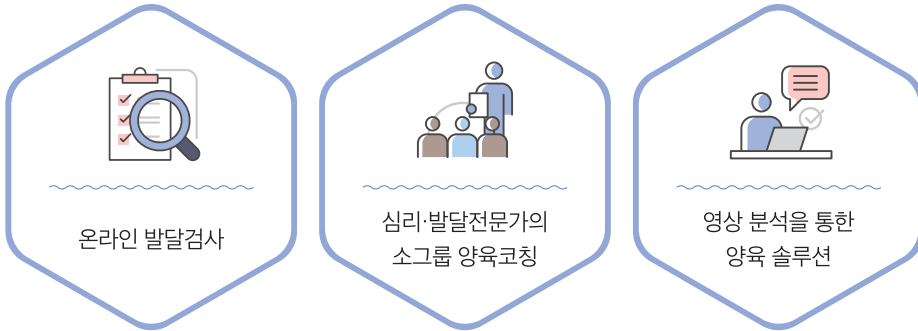 온라인 발달검사
심리·발달전문가의
소그룹 양육코칭
영상 분석을 통한
양육 솔루션